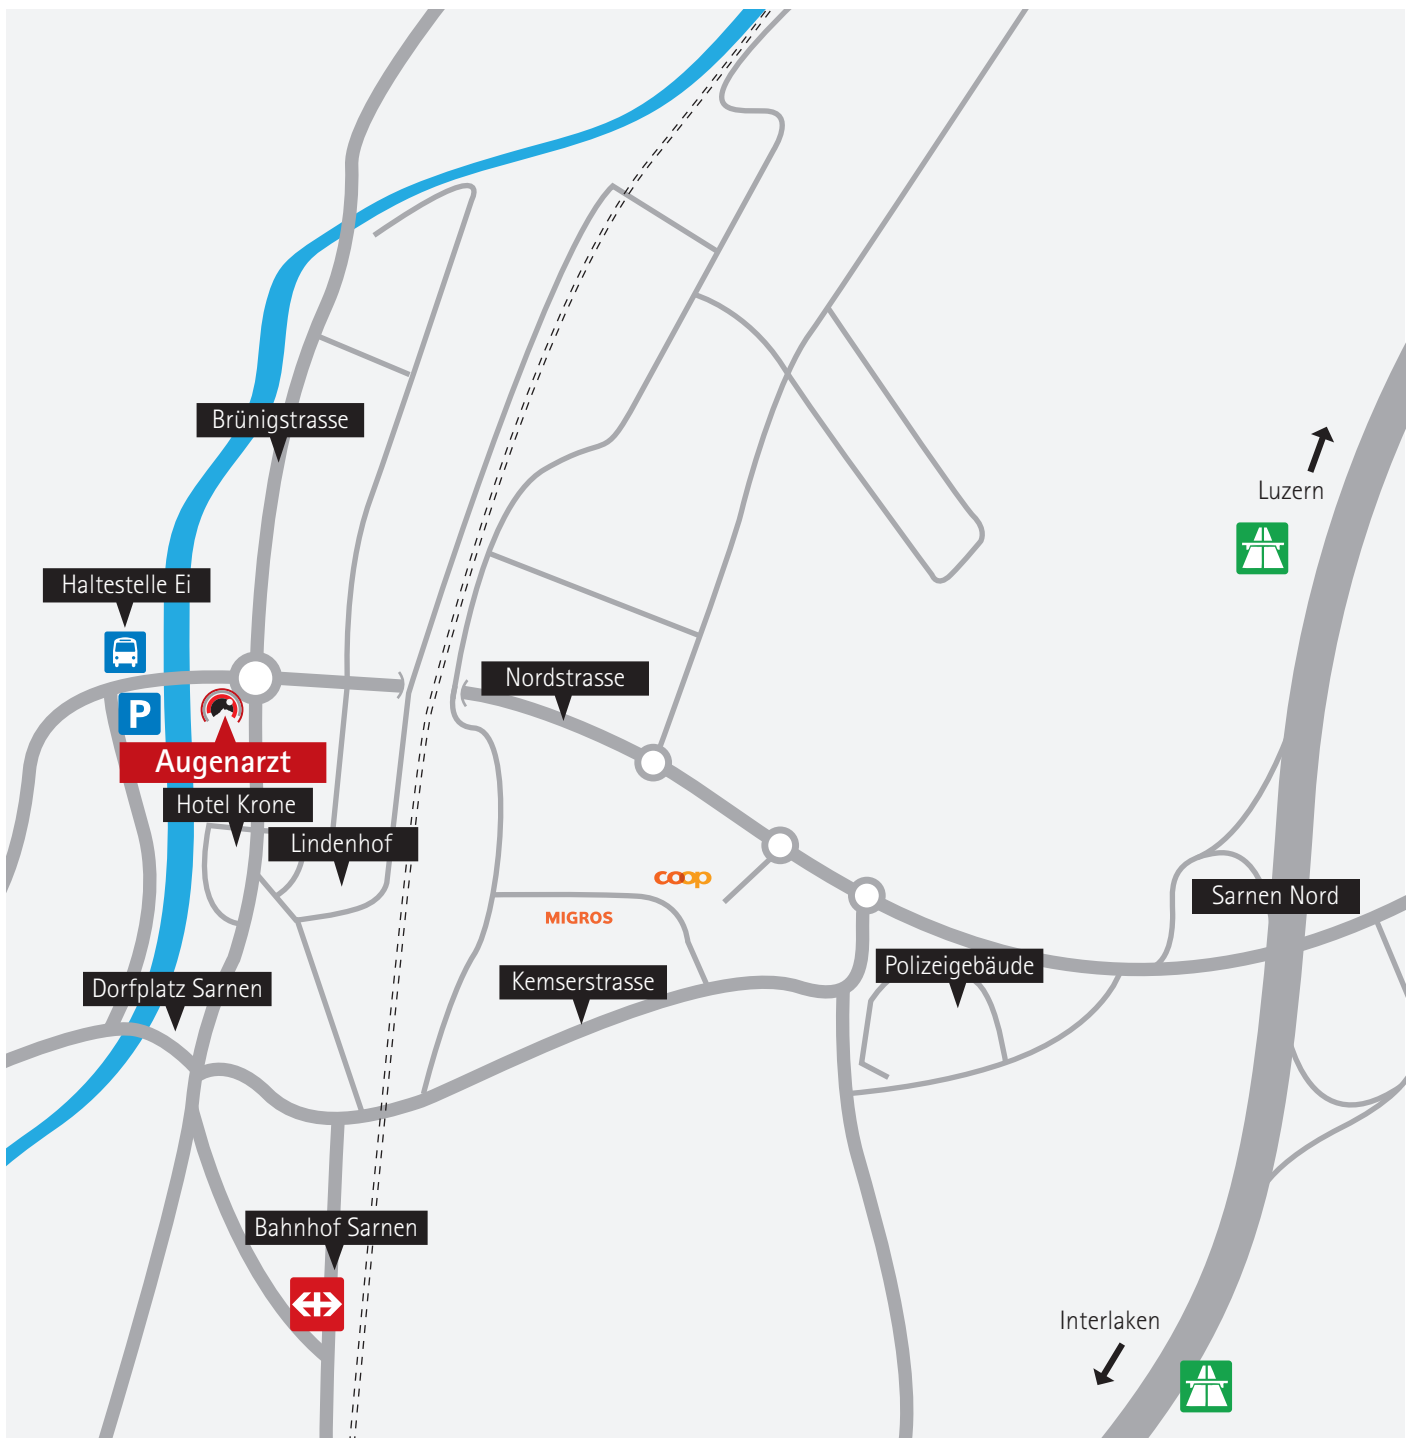 Brünigstrasse
Luzern
Haltestelle Ei
Nordstrasse
P
Augenarzt
Hotel Krone
Lindenhof
coop
MIGROS
Sarnen Nord
Polizeigebäude
Kemserstrasse
Dorfplatz Sarnen
Bahnhof Sarnen
Interlaken